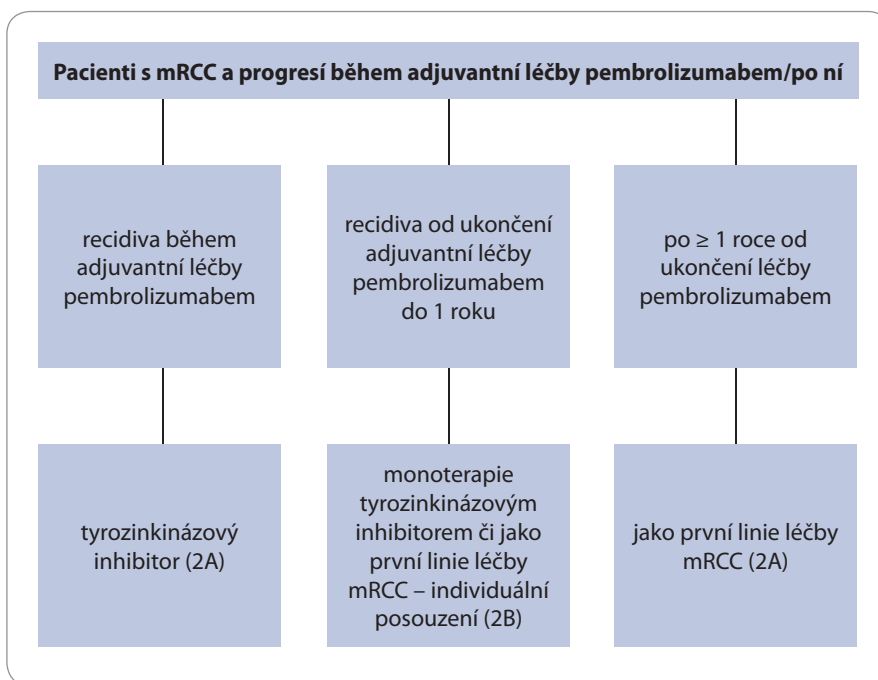 Pacienti s mRCC a progresí během adjuvantní léčby pembrolizumabem/po ní
recidiva během
adjuvantní léčby
pembrolizumabem
recidiva od ukončení
adjuvantní léčby
pembrolizumabem
do 1 roku
po ≥ 1 roce od
ukončení léčby
pembrolizumabem
tyrozinkinázový
inhibitor (2A)
monoterapie
tyrozinkinázovým
inhibitorem či jako
první linie léčby
mRCC – individuální
posouzení (2B)
jako první linie léčby
mRCC (2A)